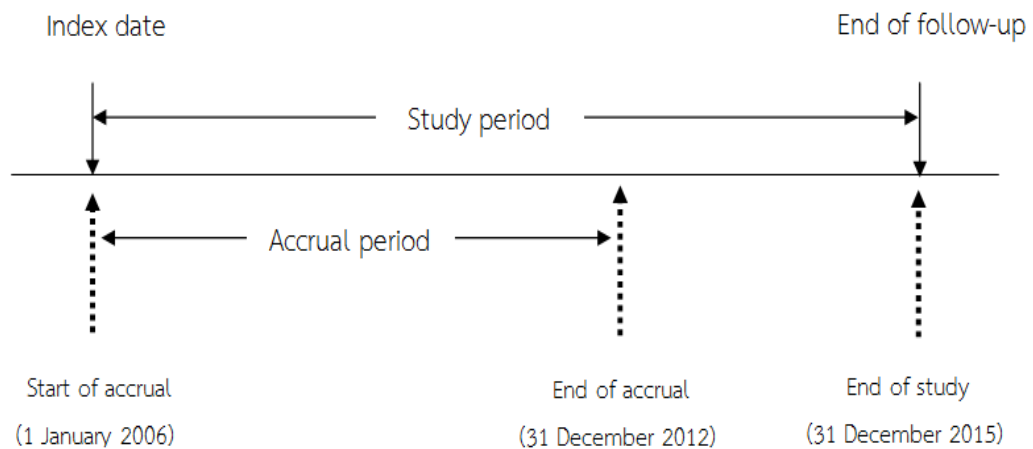 Index date
End of follow-up
Study period
Accrual period
Start of accrual
(1 January 2006)
End of accrual
(31 December 2012)
End of study
(31 December 2015)